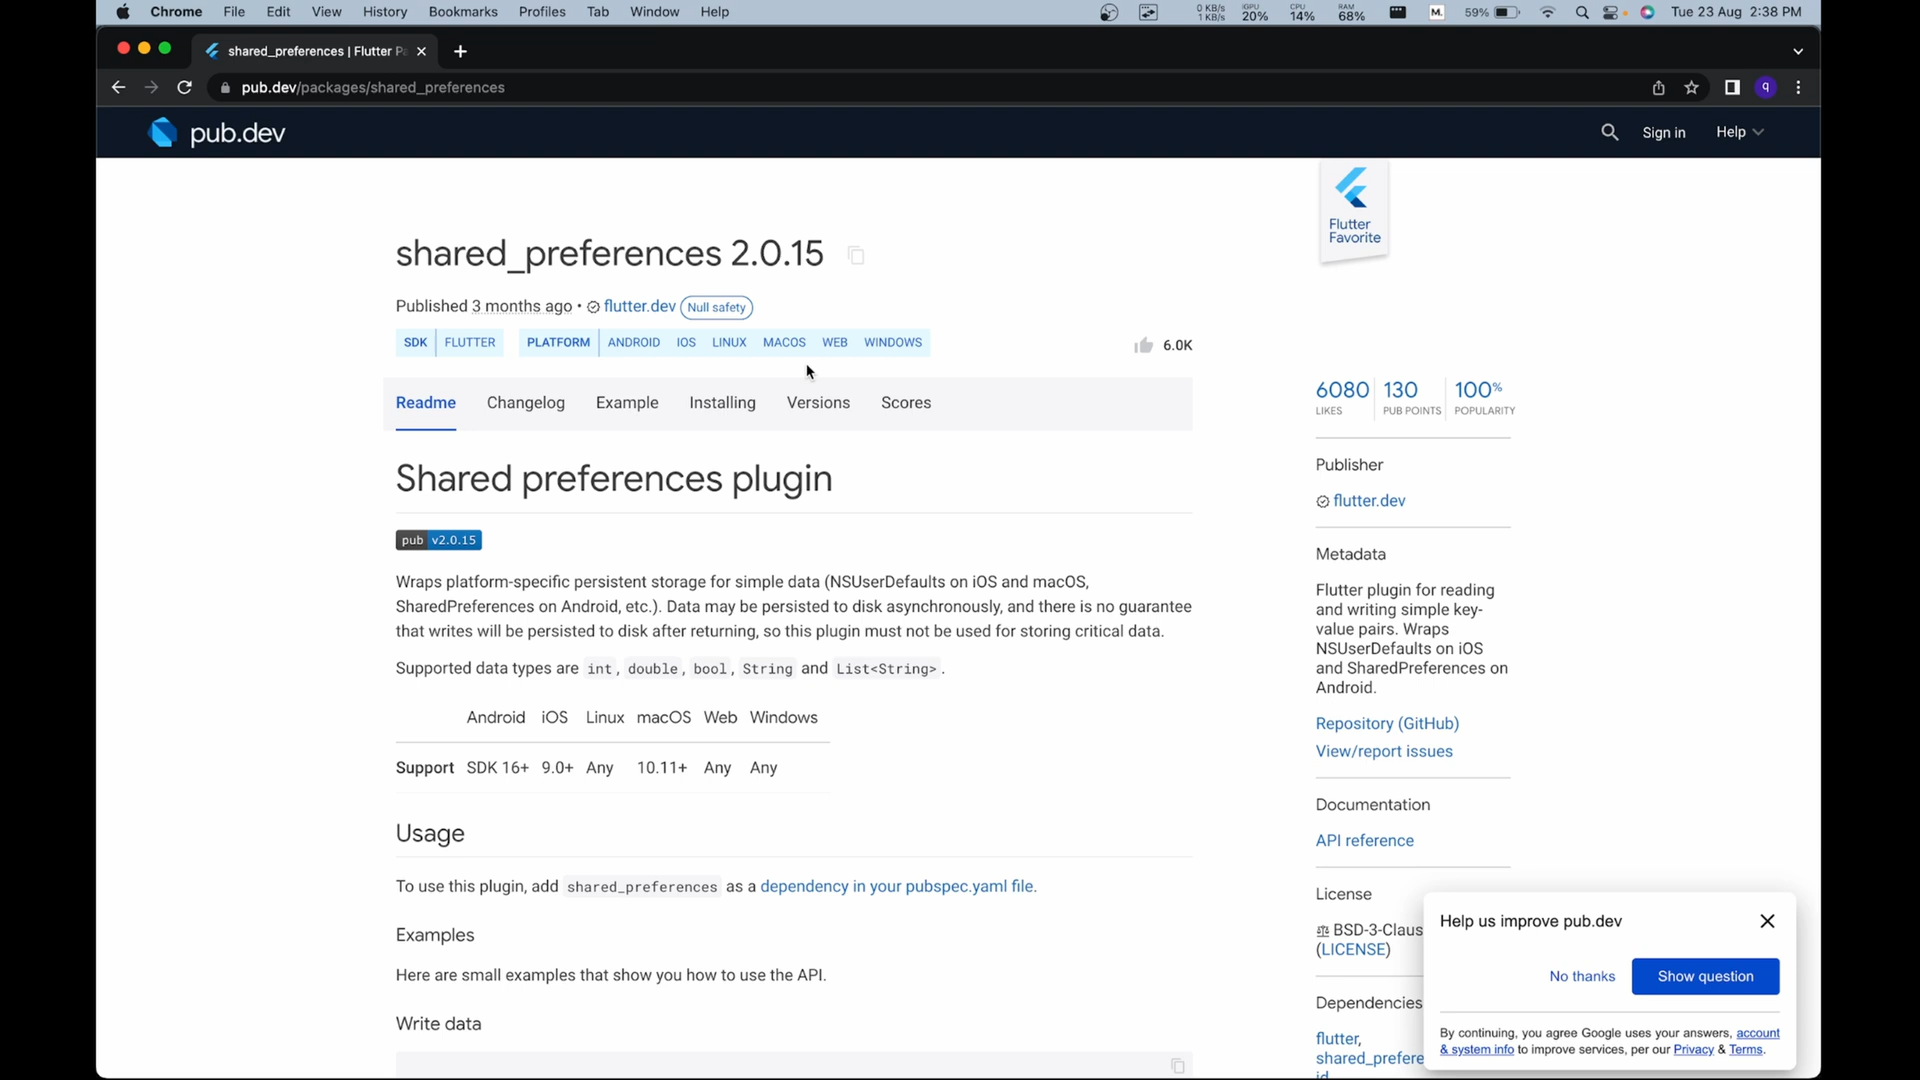 Chrome File Edit View History Bookmarks Profiles Tab Window Help
0 KB/s
1 KB/s
IGPU
20%
CPU
14%
RAM
68%
M.
59%
Tue 23 Aug 2:38 PM
shared_preferences | Flutter P
pub.dev/packages/shared_preferences
q
pub.dev
Sign in
Help
Flutter
Favorite
shared_preferences 2.0.15
Published 3 months ago • flutter.dev Null safety
SDK FLUTTER PLATFORM ANDROID IOS LINUX MACOS WEB WINDOWS
6.0K
Readme Changelog Example Installing Versions Scores
Shared preferences plugin
pub v2.0.15
Wraps platform-specific persistent storage for simple data (NSUserDefaults on iOS and macOS,
SharedPreferences on Android, etc.). Data may be persisted to disk asynchronously, and there is no guarantee
that writes will be persisted to disk after returning, so this plugin must not be used for storing critical data.
Supported data types are int, double, bool, String and List<String>.
Android iOS Linux macOS Web Windows
Support SDK 16+ 9.0+ Any 10.11+ Any Any
Usage
To use this plugin, add shared_preferences as a dependency in your pubspec.yaml file.
Examples
Here are small examples that show you how to use the API.
Write data
6080 130 100%
LIKES PUB POINTS POPULARITY
Publisher
flutter.dev
Metadata
Flutter plugin for reading
and writing simple key-
value pairs. Wraps
NSUserDefaults on iOS
and SharedPreferences on
Android.
Repository (GitHub)
View/report issues
Documentation
API reference
License
BSD-3-Claus
(LICENSE)
Dependencies
flutter,
shared_prefere
Help us improve pub.dev
No thanks
Show question
By continuing, you agree Google uses your answers, account
& system info to improve services, per our Privacy & Terms.